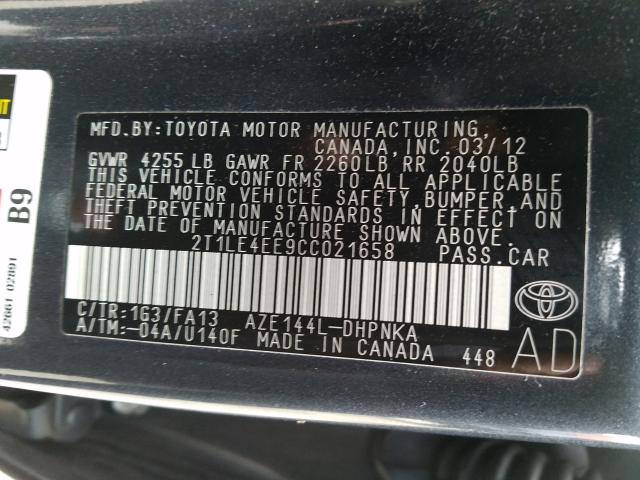 MFD.BY:TOYOTA MOTOR MANUFACTURING,
CANADA, INC. 03/12
GVWR 4255 LB GAWR FR 2260LB, RR 2040LB
THIS VEHICLE CONFORMS TO ALL APPLICABLE
FEDERAL MOTOR VEHICLE SAFETY, BUMPER, AND
THEFT PREVENTION STANDARDS IN EFFECT ON
THE DATE OF MANUFACTURE SHOWN ABOVE.
2T1LE4EE9CC021658 PASS.CAR
C/TR:1G3/FA13 AZE144L-DHPNKA
A/TM:-04A/U140F MADE IN CANADA 448
AD
B9
42661 02891